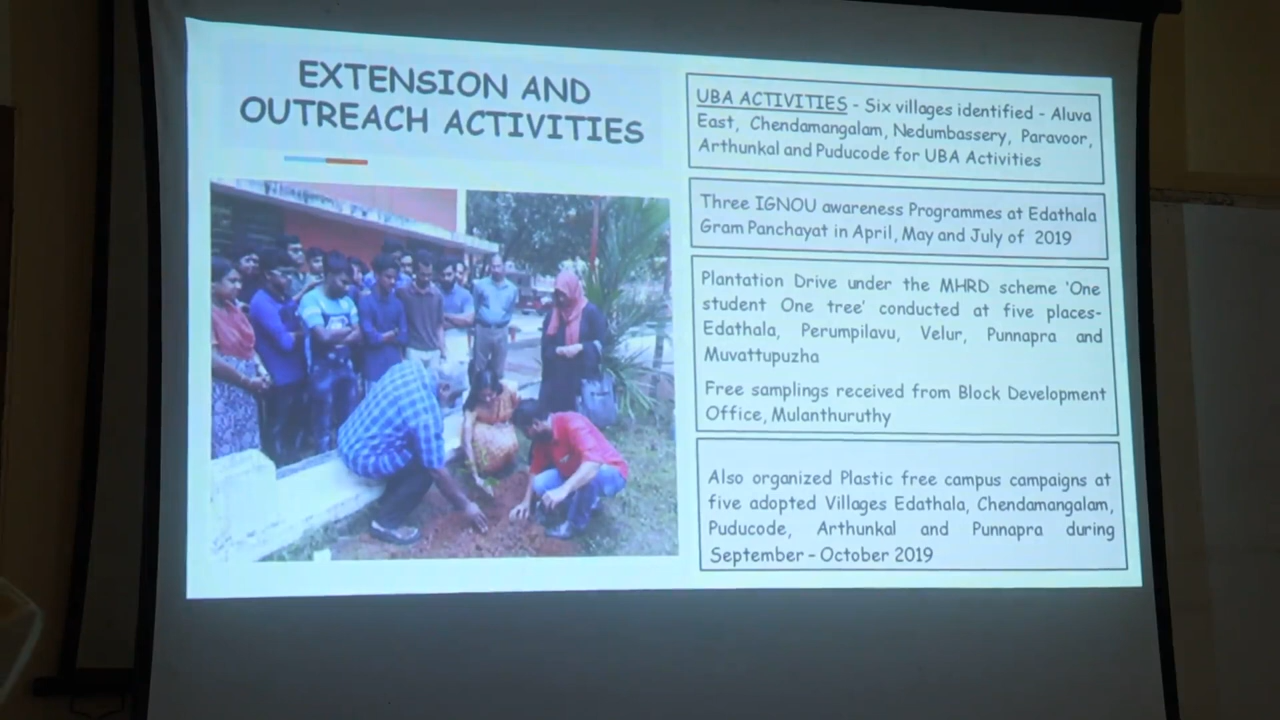 EXTENSION AND
OUTREACH ACTIVITIES
UBA ACTIVITIES - Six villages identified - Aluva
East, Chendamangalam, Nedumbassery, Paravoor,
Arthunkal and Puducode for UBA Activities
Three IGNOU awareness Programmes at Edathala
Gram Panchayat in April, May and July of 2019
Plantation Drive under the MHRD scheme ‘One
student One tree’ conducted at five places-
Edathala, Perumpilavu, Velur, Punnapra and
Muvattupuzha
Free samplings received from Block Development
Office, Mulanthuruthy
Also organized Plastic free campus campaigns at
five adopted Villages Edathala, Chendamangalam,
Puducode, Arthunkal and Punnapra during
September – October 2019